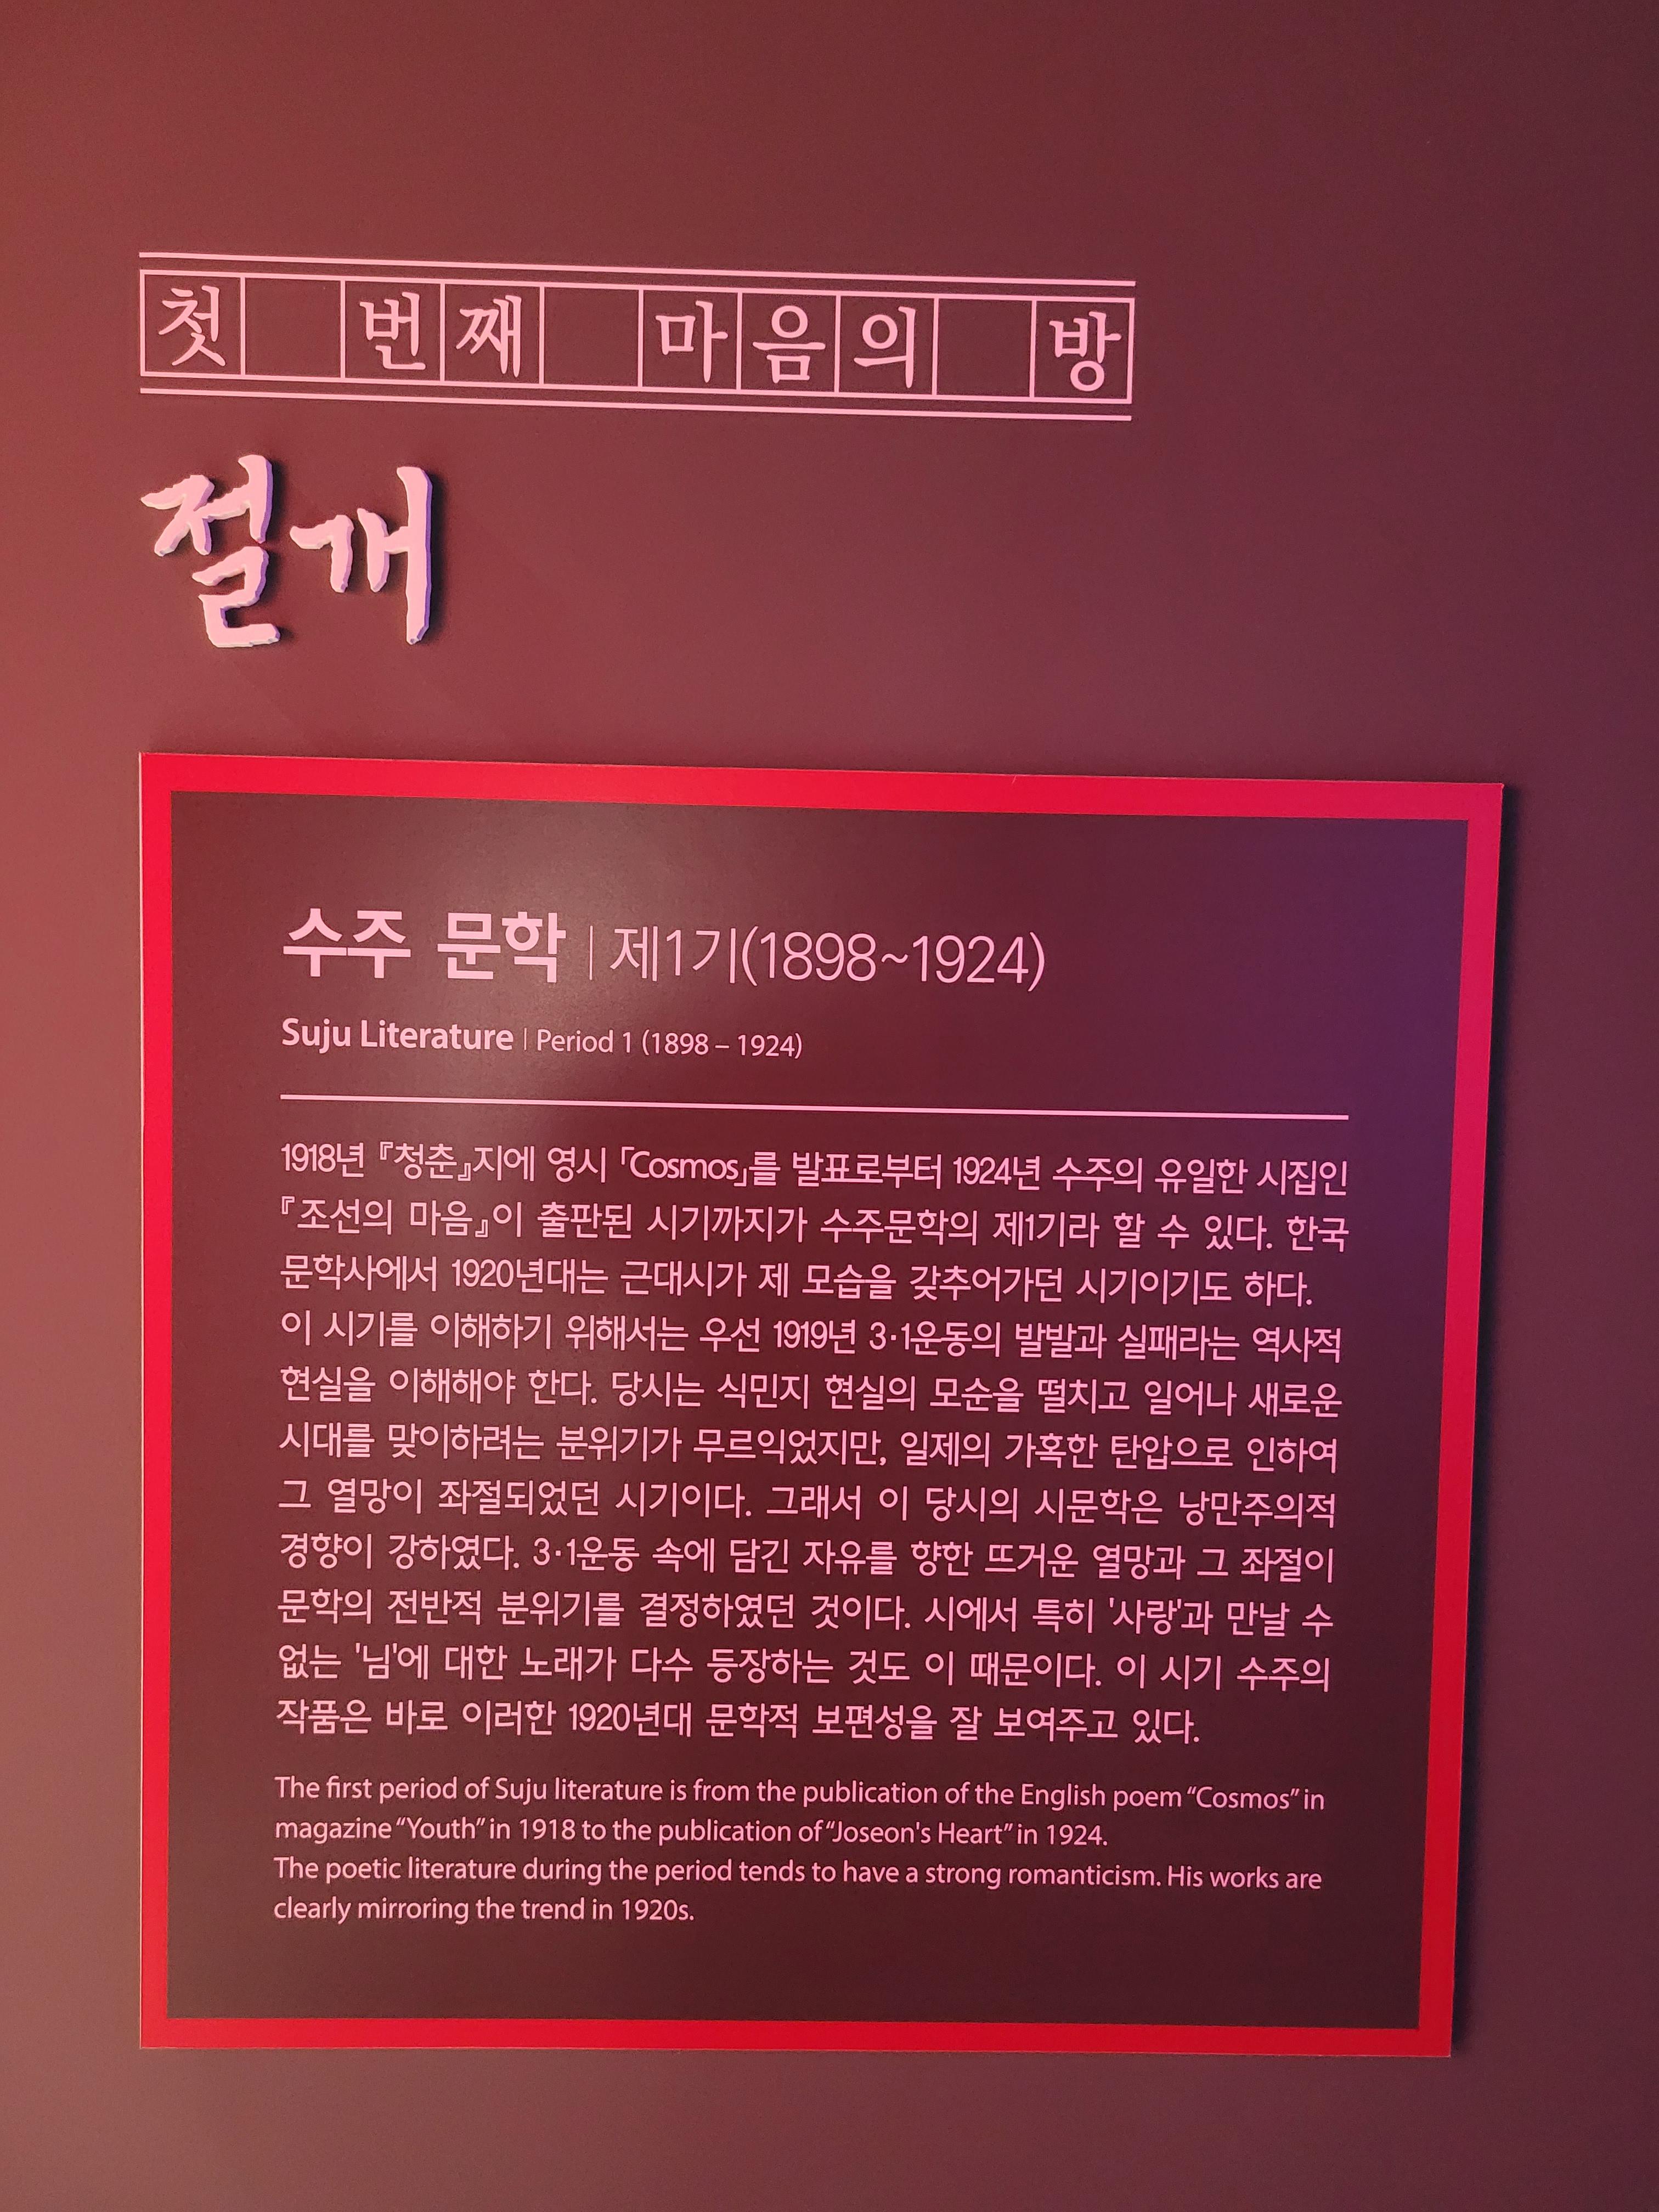 첫 번째 마음의 방
절개
수주 문학 | 제1기(1898~1924)
Suju Literature | Period 1 (1898 – 1924)
1918년 『청춘』지에 영시 「Cosmos」를 발표로부터 1924년 수주의 유일한 시집인
『조선의 마음』이 출판된 시기까지가 수주문학의 제1기라 할 수 있다. 한국
문학사에서 1920년대는 근대시가 제 모습을 갖추어가던 시기이기도 하다.
이 시기를 이해하기 위해서는 우선 1919년 3·1운동의 발발과 실패라는 역사적
현실을 이해해야 한다. 당시는 식민지 현실의 모순을 떨치고 일어나 새로운
시대를 맞이하려는 분위기가 무르익었지만, 일제의 가혹한 탄압으로 인하여
그 열망이 좌절되었던 시기이다. 그래서 이 당시의 시문학은 낭만주의적
경향이 강하였다. 3·1운동 속에 담긴 자유를 향한 뜨거운 열망과 그 좌절이
문학의 전반적 분위기를 결정하였던 것이다. 시에서 특히 '사랑'과 만날 수
없는 '님'에 대한 노래가 다수 등장하는 것도 이 때문이다. 이 시기 수주의
작품은 바로 이러한 1920년대 문학적 보편성을 잘 보여주고 있다.
The first period of Suju literature is from the publication of the English poem “Cosmos” in
magazine “Youth” in 1918 to the publication of “Joseon's Heart” in 1924.
The poetic literature during the period tends to have a strong romanticism. His works are
clearly mirroring the trend in 1920s.